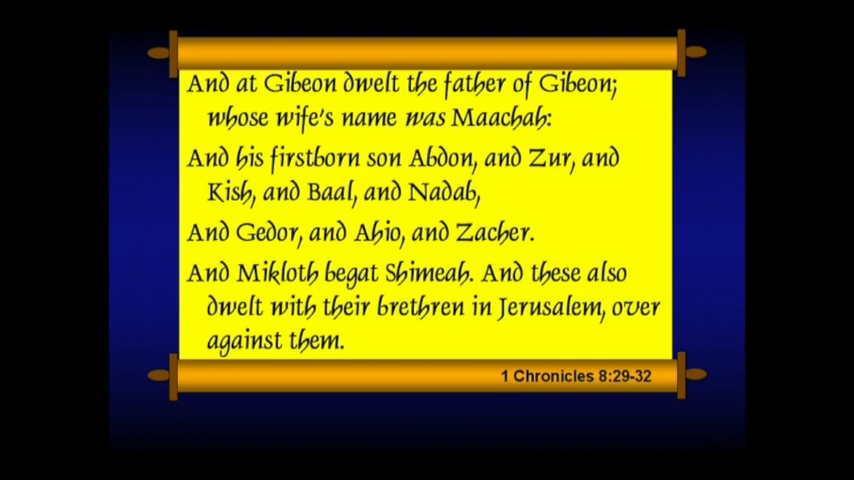 And at Gibeon dwelt the father of Gibeon;
whose wife's name was Maachah:
And his firstborn son Abdon, and Zur, and
Kish, and Baal, and Nadab,
And Gedor, and Ahio, and Zacher.
And Mikloth begat Shimeah. And these also
dwelt with their brethren in Jerusalem, over
against them.
1 Chronicles 8:29-32